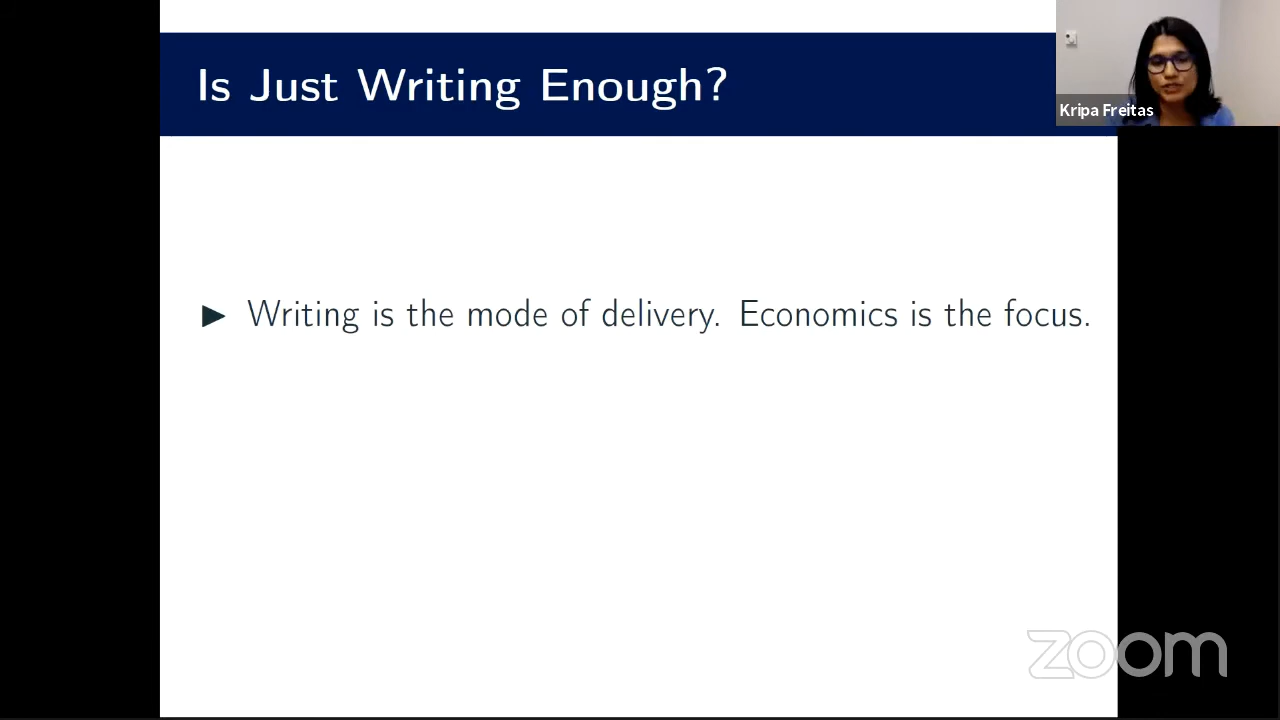 Is Just Writing Enough?
Kripa Freitas
Writing is the mode of delivery. Economics is the focus.
zoom